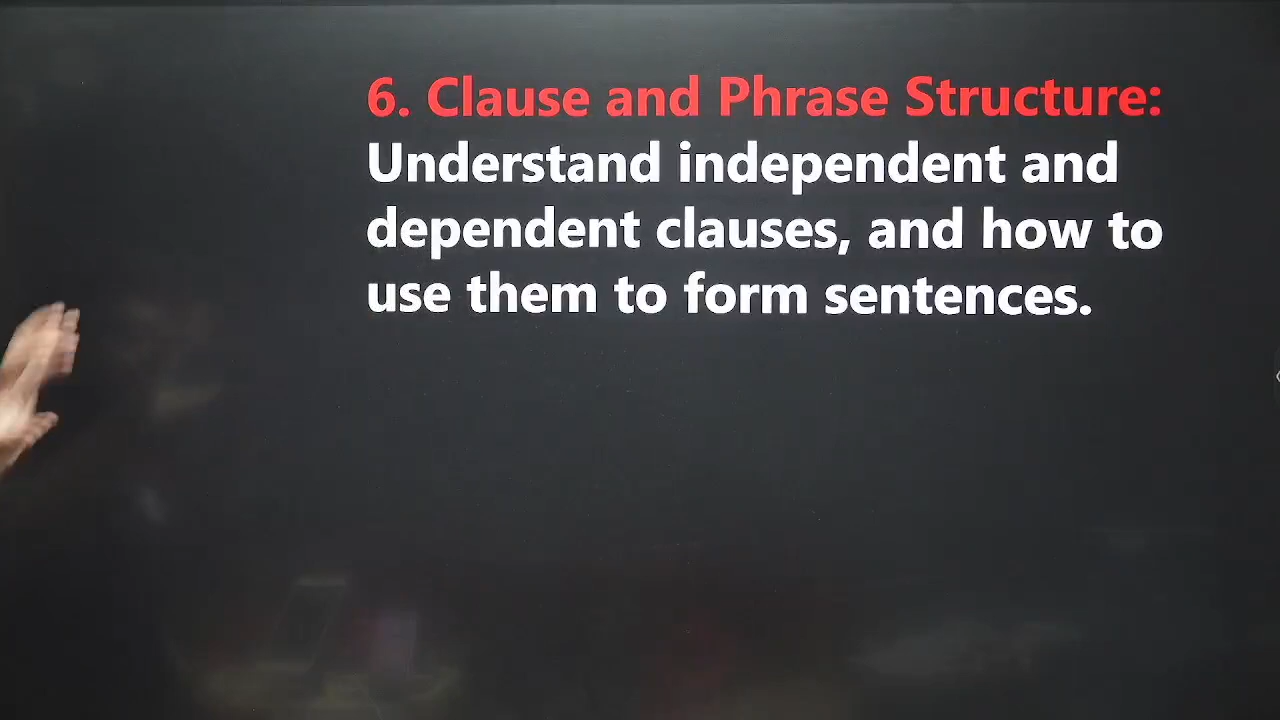 6. Clause and Phrase Structure:
Understand independent and
dependent clauses, and how to
use them to form sentences.